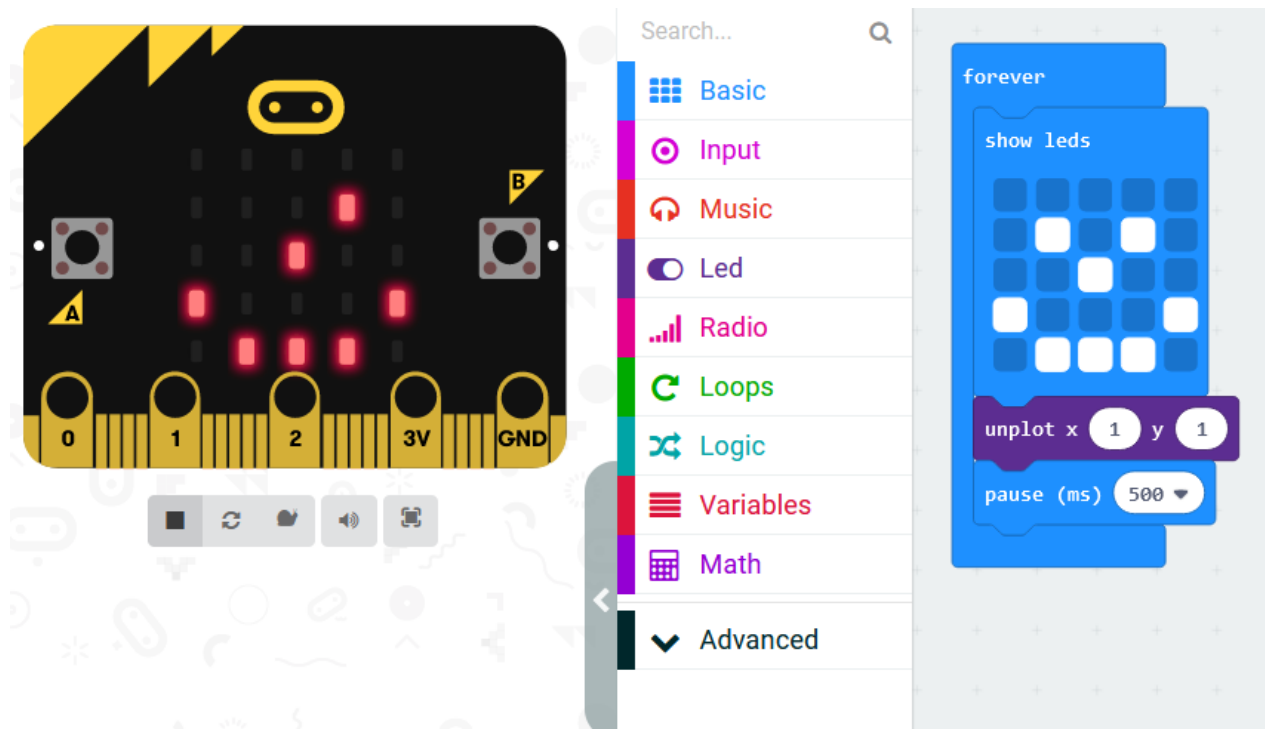 B
A
0 1 2 3V GND
Search...
Basic
Input
Music
Led
Radio
Loops
Logic
Variables
Math
Advanced
forever
show leds
unplot x 1 y 1
pause (ms) 500